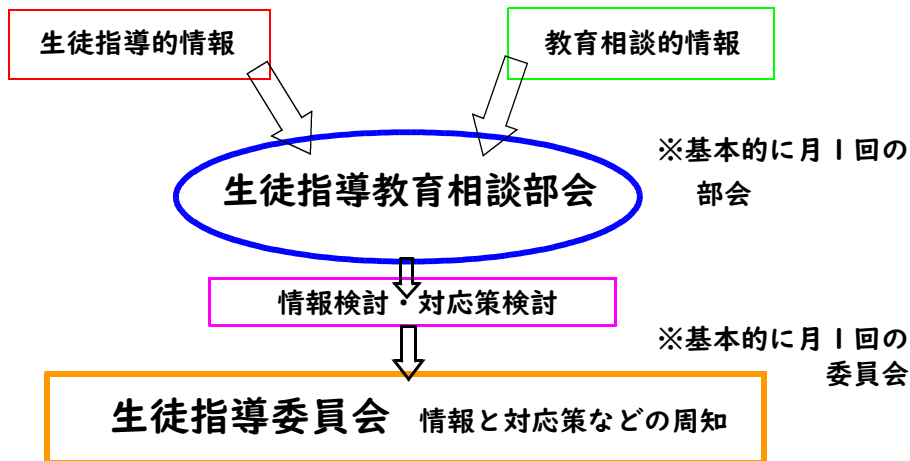 生徒指導的情報
教育相談的情報
※基本的に月1回の
部会
生徒指導教育相談部会
情報検討・対応策検討
※基本的に月1回の
委員会
生徒指導委員会 情報と対応策などの周知